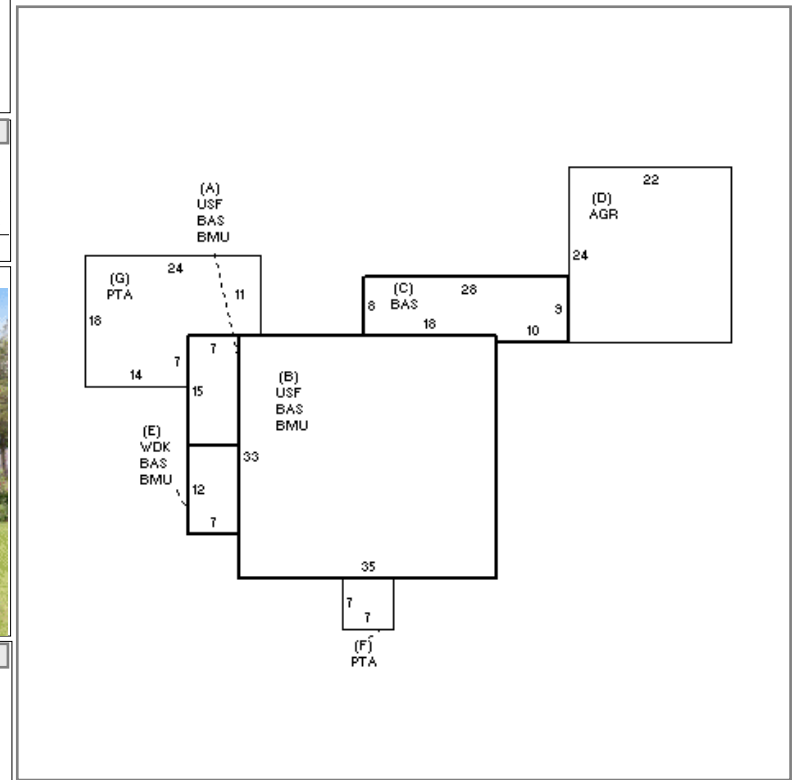 22
(D)
AGR
24
(A)
USF
BAS
BMU
24
(G)
PTA
11
18
7
14
(C)
BAS
28
8
9
18
10
7
15
(B)
USF
BAS
BMU
33
(E)
WDK
BAS
BMU
12
7
35
7
7
(F)
PTA